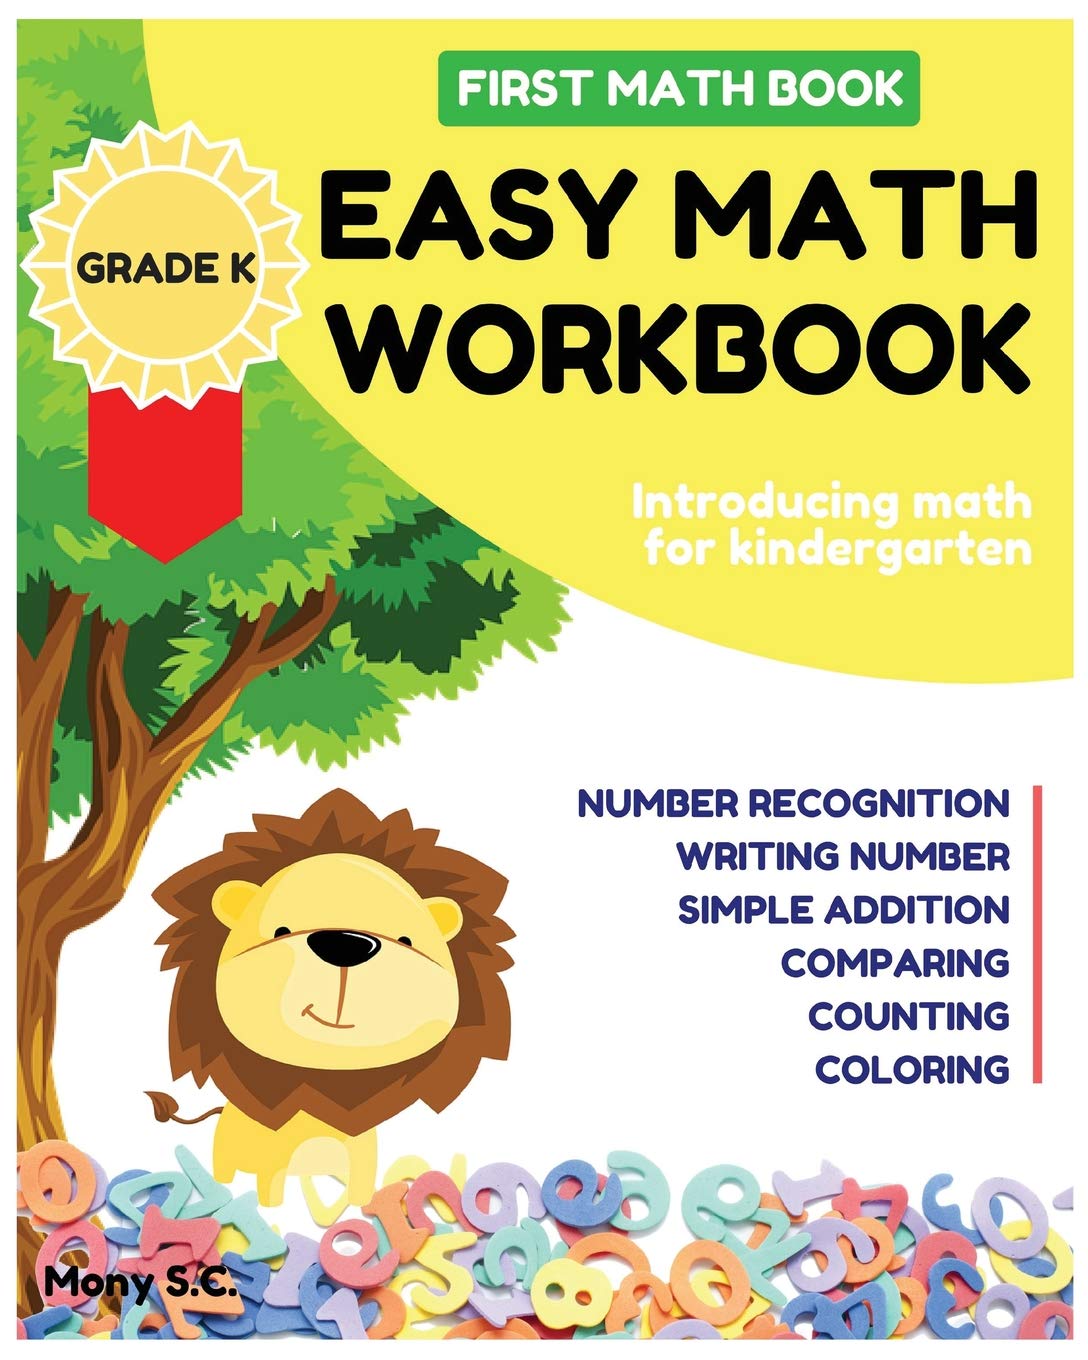 FIRST MATH BOOK
EASY MATH
WORKBOOK
GRADE K
Introducing math
for kindergarten
NUMBER RECOGNITION
WRITING NUMBER
SIMPLE ADDITION
COMPARING
COUNTING
COLORING
Mony S.C.